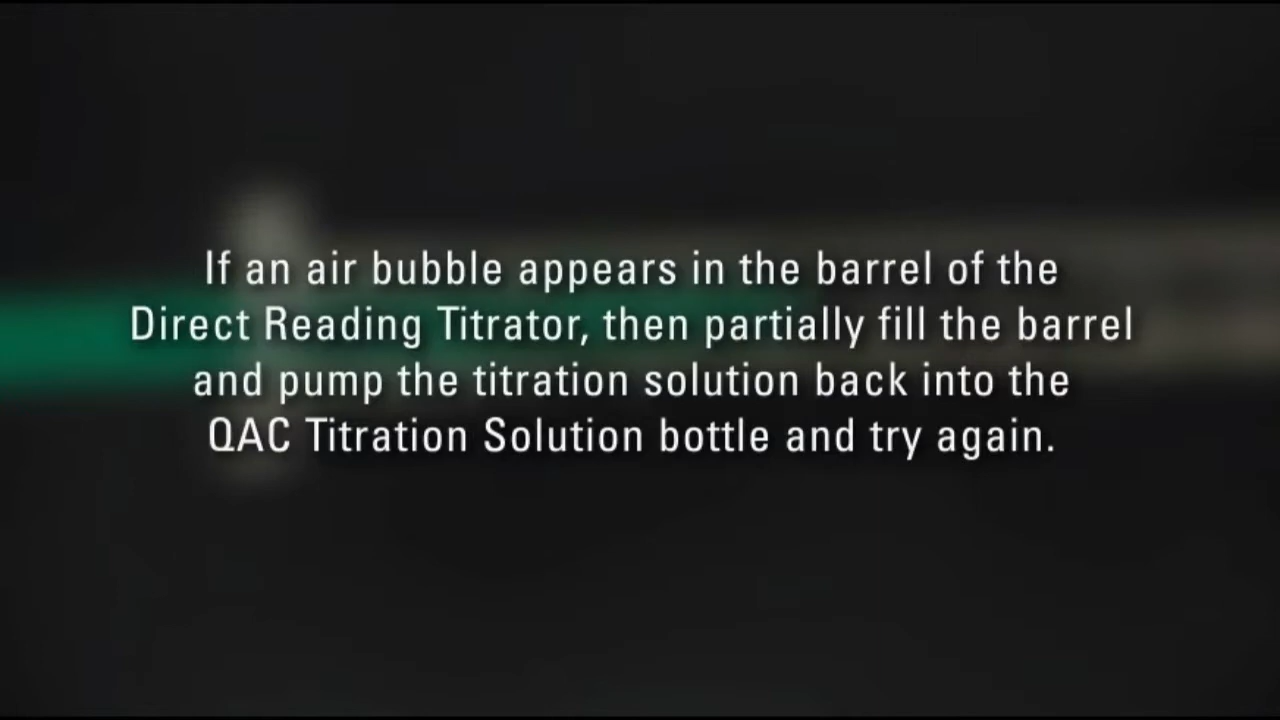 If an air bubble appears in the barrel of the
Direct Reading Titrator, then partially fill the barrel
and pump the titration solution back into the
QAC Titration Solution bottle and try again.